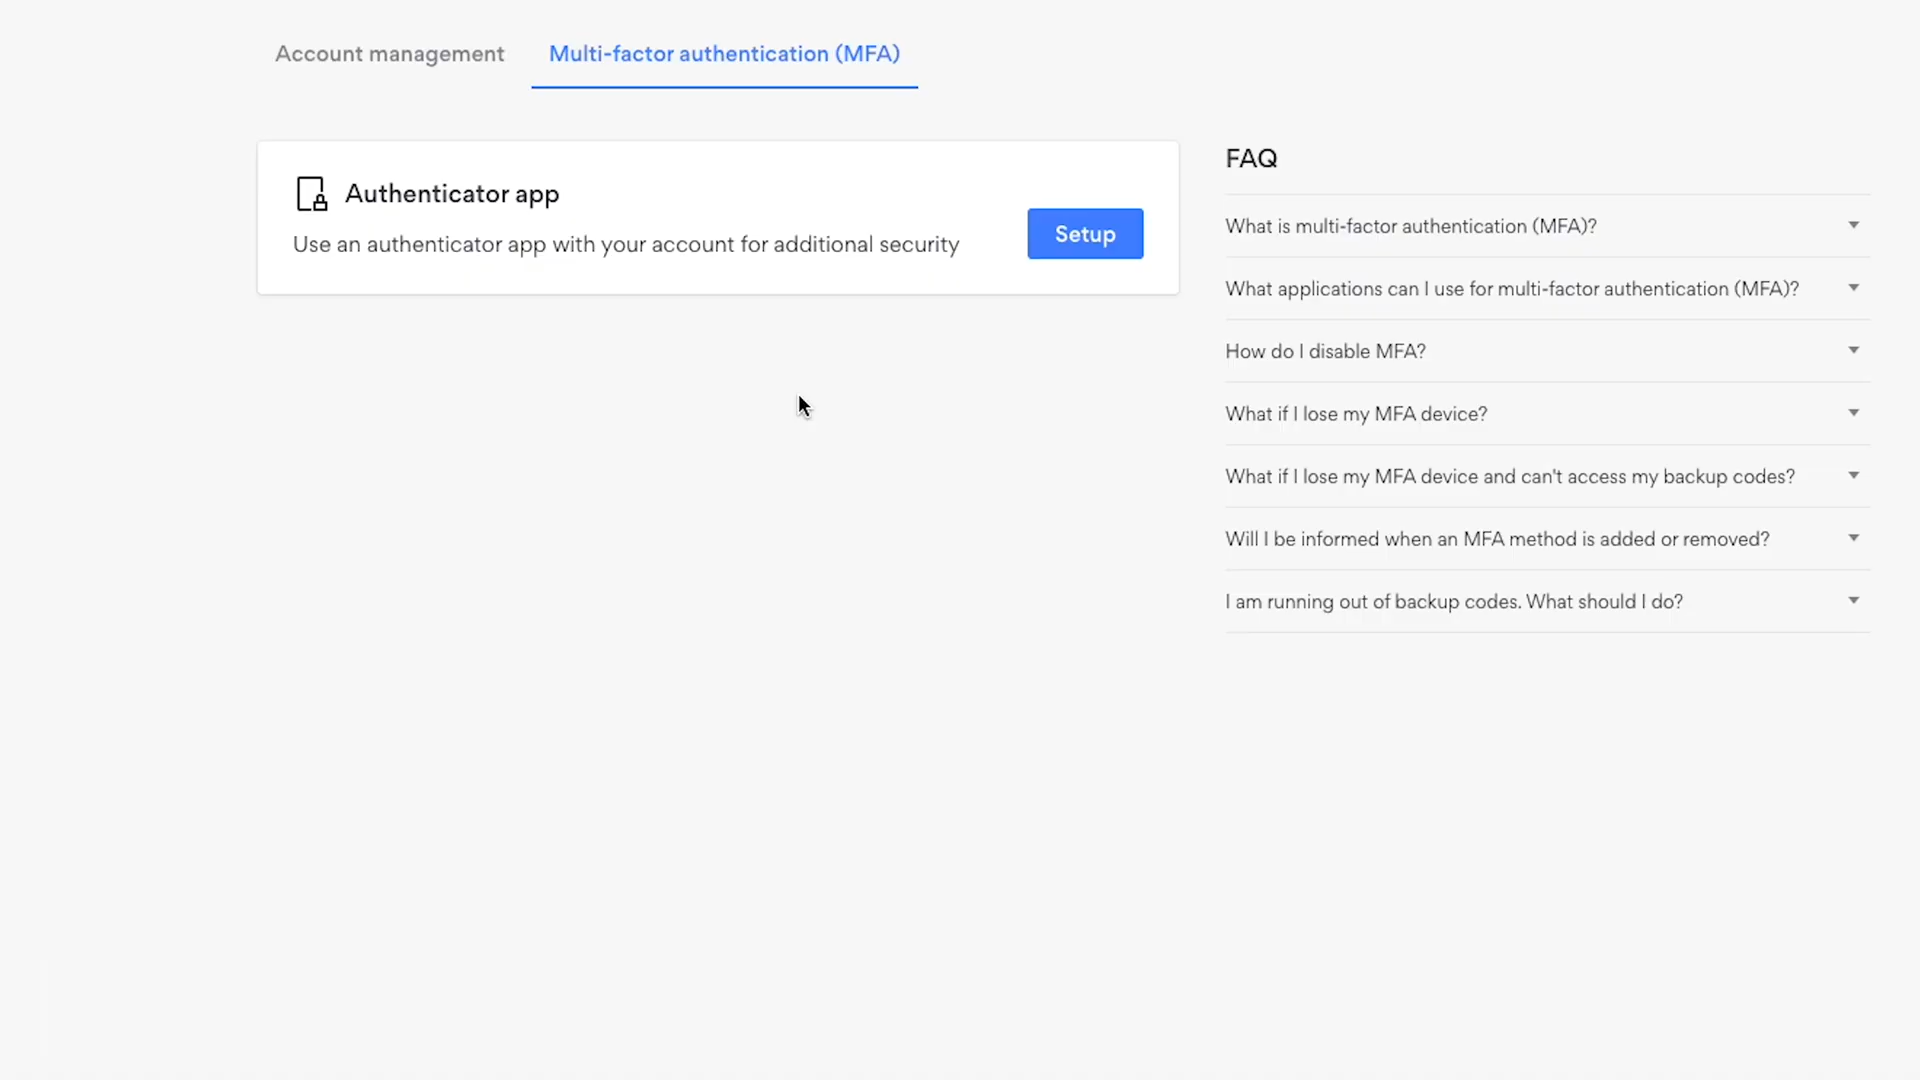 Account management
Multi-factor authentication (MFA)
Authenticator app
Use an authenticator app with your account for additional security
Setup
FAQ
What is multi-factor authentication (MFA)?
What applications can I use for multi-factor authentication (MFA)?
How do I disable MFA?
What if I lose my MFA device?
What if I lose my MFA device and can't access my backup codes?
Will I be informed when an MFA method is added or removed?
I am running out of backup codes. What should I do?